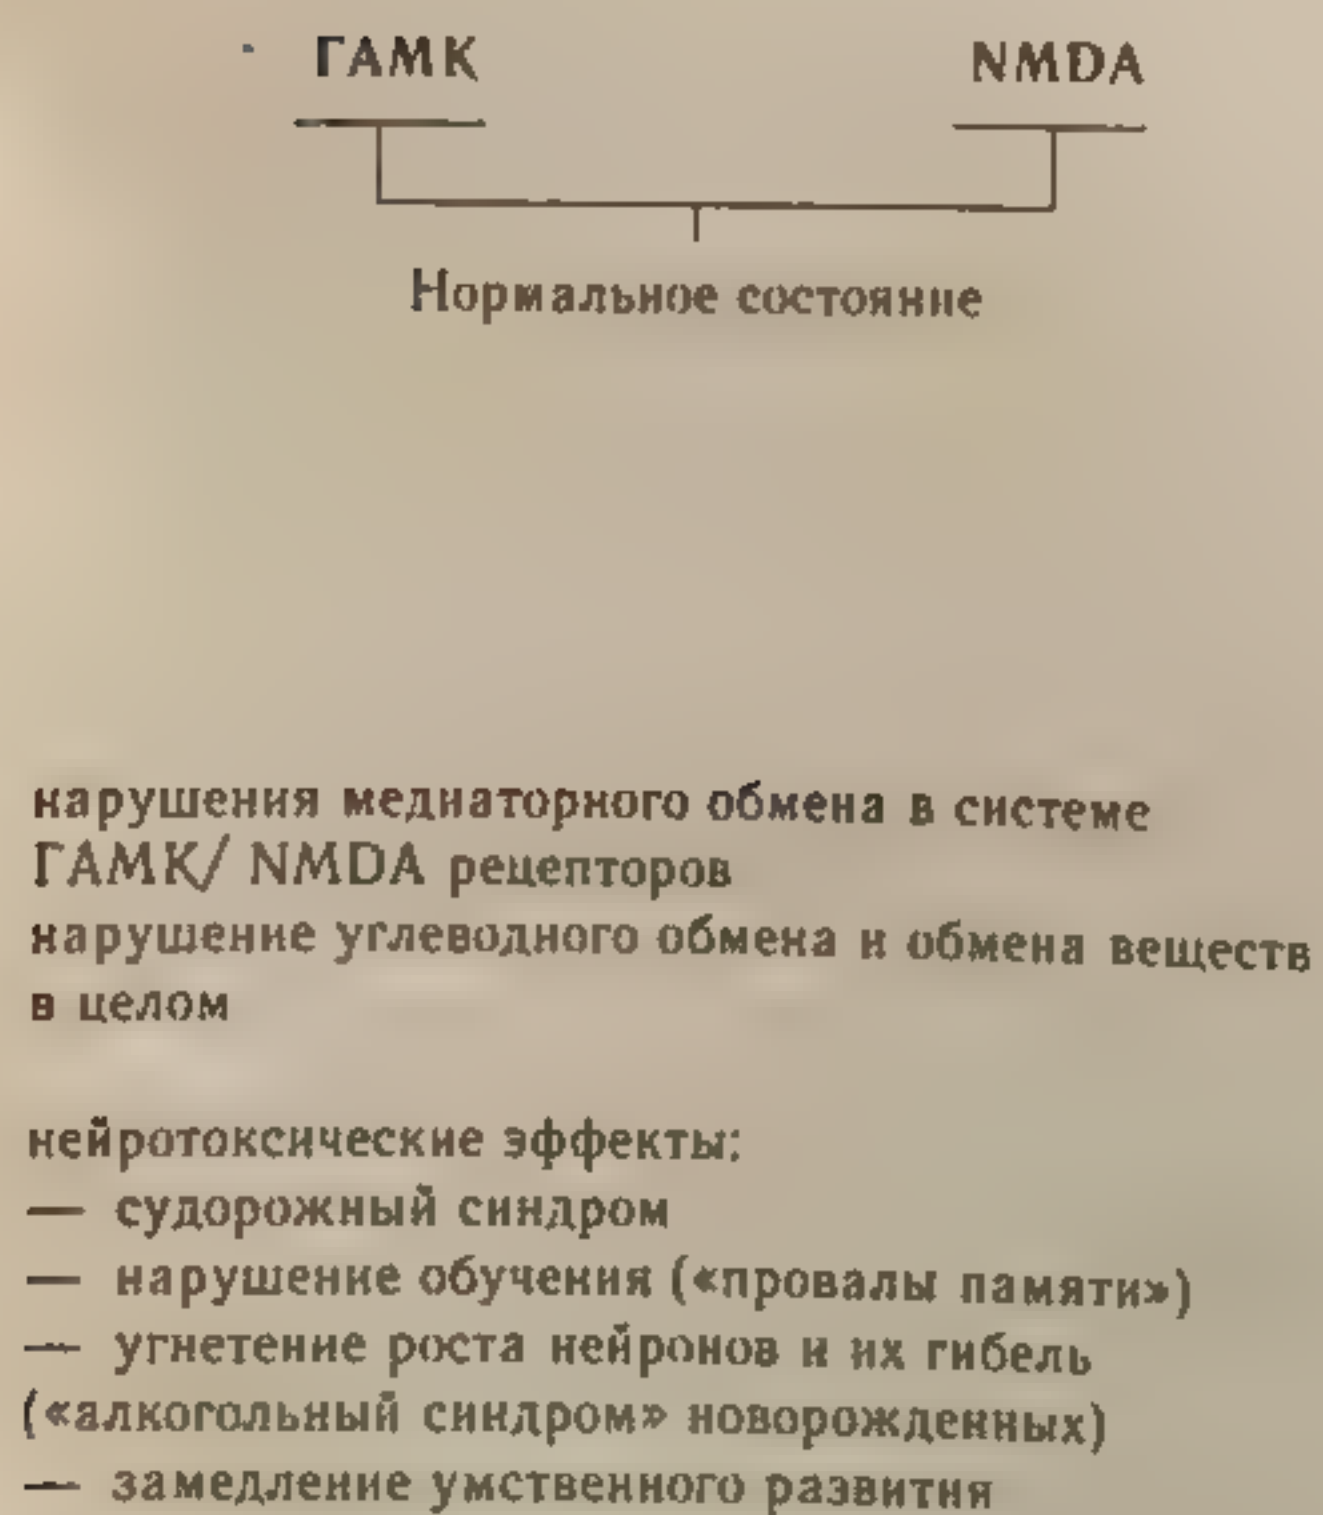 ГАМК NMDA
Нормальное состояние
нарушения медиаторного обмена в системе
ГАМК/ NMDA рецепторов
нарушение углеводного обмена и обмена веществ
в целом
нейротоксические эффекты:
— судорожный синдром
— нарушение обучения («провалы памяти»)
— угнетение роста нейронов и их гибель
(«алкогольный синдром» новорожденных)
— замедление умственного развития